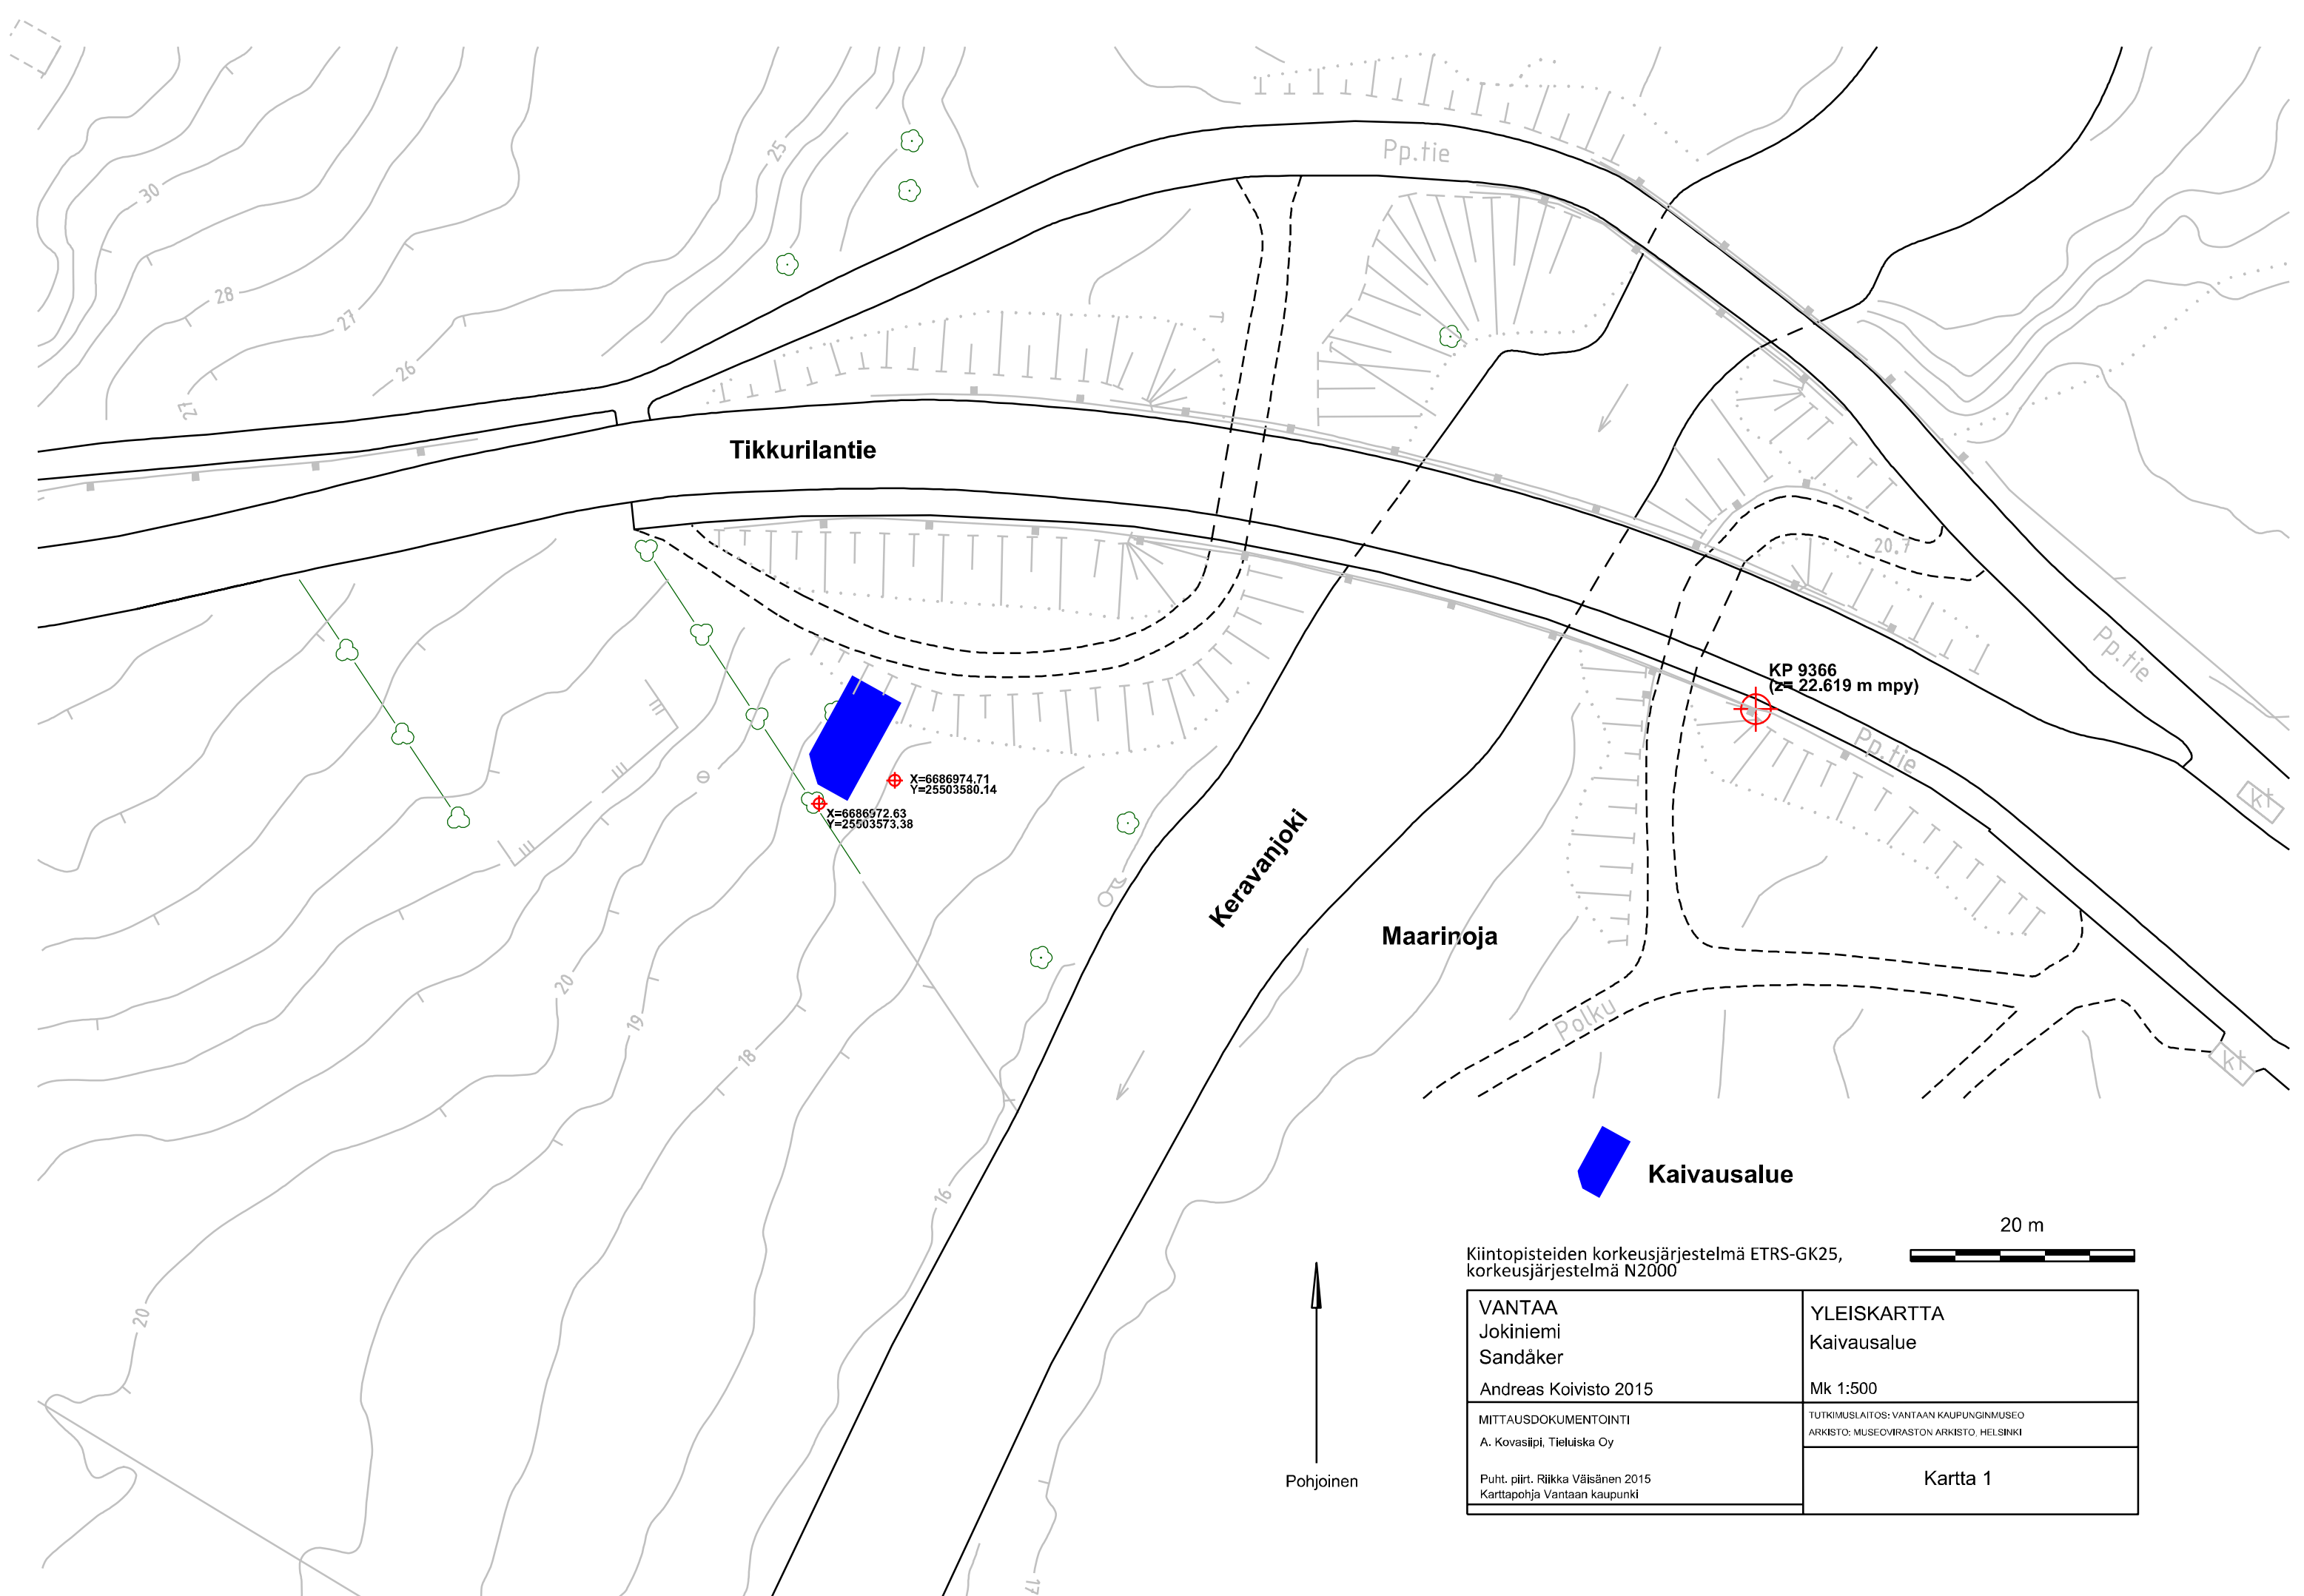 Pp.tie
25
30
28
27
26
27
Tikkurilantie
20.7
Pp.tie
KP 9366
(z= 22.619 m mpy)
Pp.tie
X=6686974.71
Y=25503580.14
X=6686972.63
Y=25503573,38
kt
Keravanjoki
Maarinoja
20
19
18
Polku
kt
Kaivausalue
16
20
20 m
Kiintopisteiden korkeusjärjestelmä ETRS-GK25,
korkeusjärjestelmä N2000
VANTAA
Jokiniemi
Sandåker
Andreas Koivisto 2015
YLEISKARTTA
Kaivausalue
Mk 1:500
MITTAUSDOKUMENTOINTI
A. Kovasiipi, Tieluiska Oy
Puht. piirt. Riikka Väisänen 2015
Karttapohja Vantaan kaupunki
TUTKIMUSLAITOS: VANTAAN KAUPUNGINMUSEO
ARKISTO: MUSEOVIRASTON ARKISTO, HELSINKI
Kartta 1
Pohjoinen
17